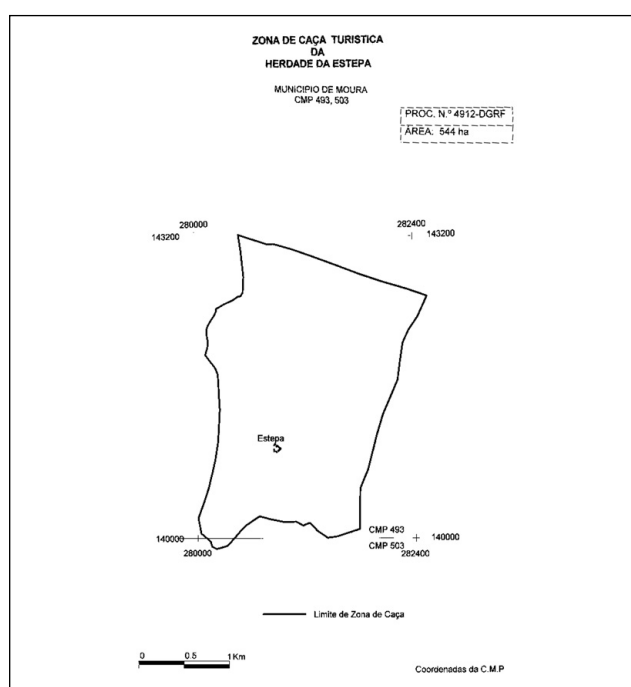 ZONA DE CAÇA TURISTICA
DA
HERDADE DA ESTEPA
MUNICIPIO DE MOURA
CMP 493, 503
PROC. N.º 4912-DGRF
ÁREA: 544 ha
280000
282400
143200
143200
Estepa
CMP 493
140000
140000
CMP 503
280000
282400
Limite de Zona de Caça
0 0.5 1 Km
Coordenadas da C.M.P